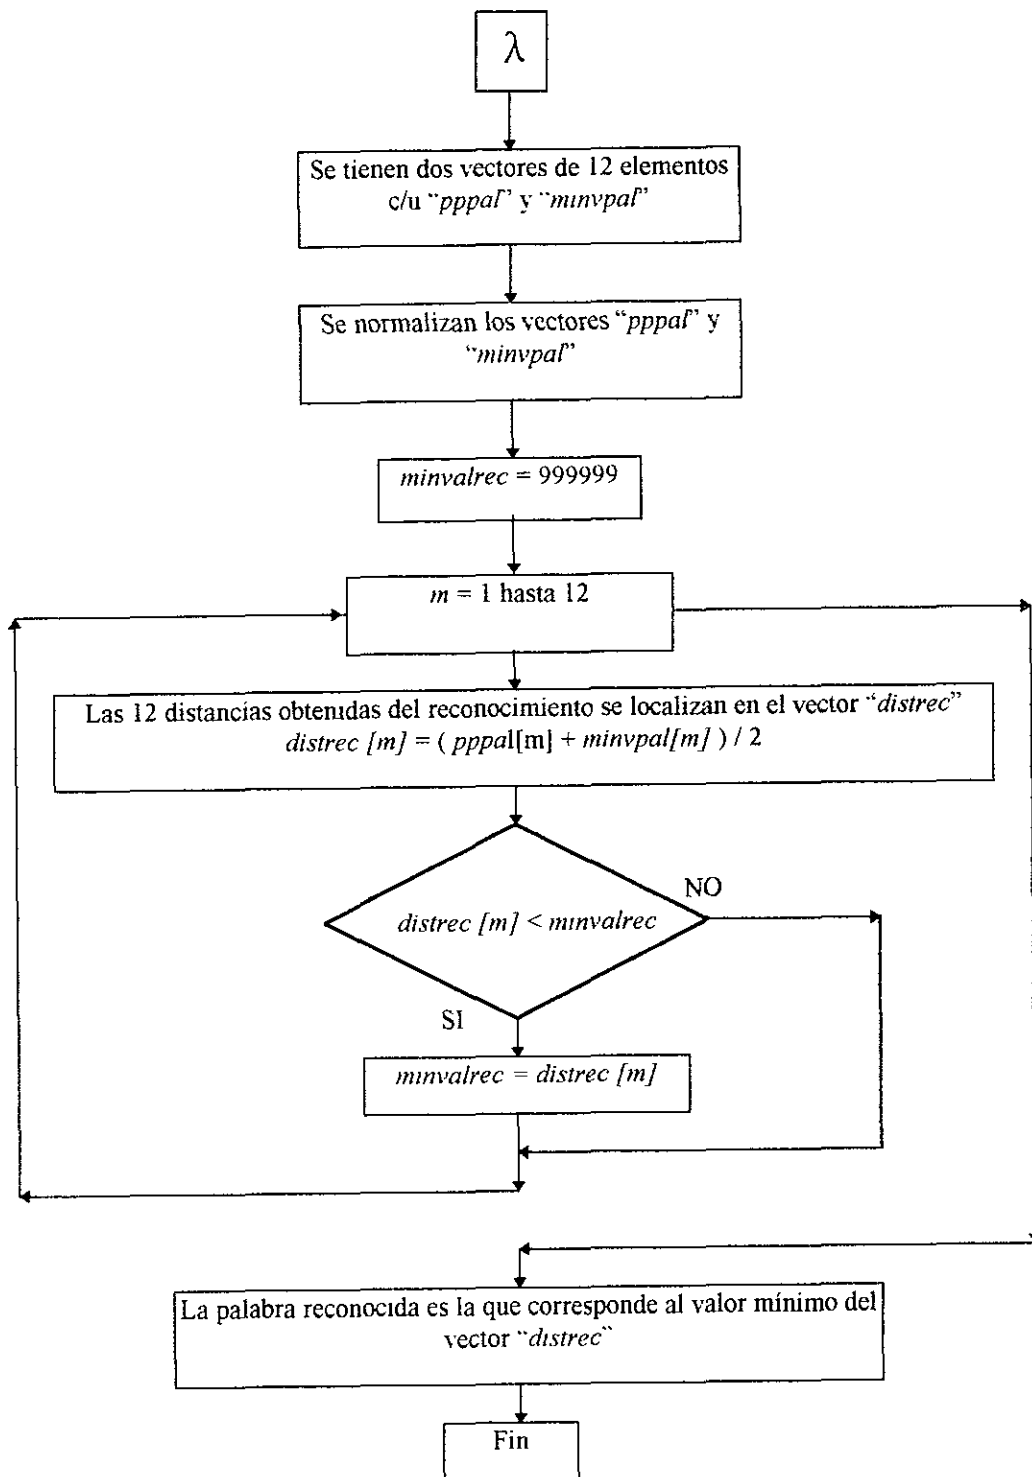 λ
Se tienen dos vectores de 12 elementos
c/u “pppal” y “minvpal”
Se normalizan los vectores “pppal” y
“minvpal”
minvalrec = 999999
m = 1 hasta 12
Las 12 distancias obtenidas del reconocimiento se localizan en el vector “distrec”
distrec [m] = ( pppal[m] + minvpal[m] ) / 2
NO
distrec [m] < minvalrec
SI
minvalrec = distrec [m]
La palabra reconocida es la que corresponde al valor mínimo del
vector “distrec”
Fin